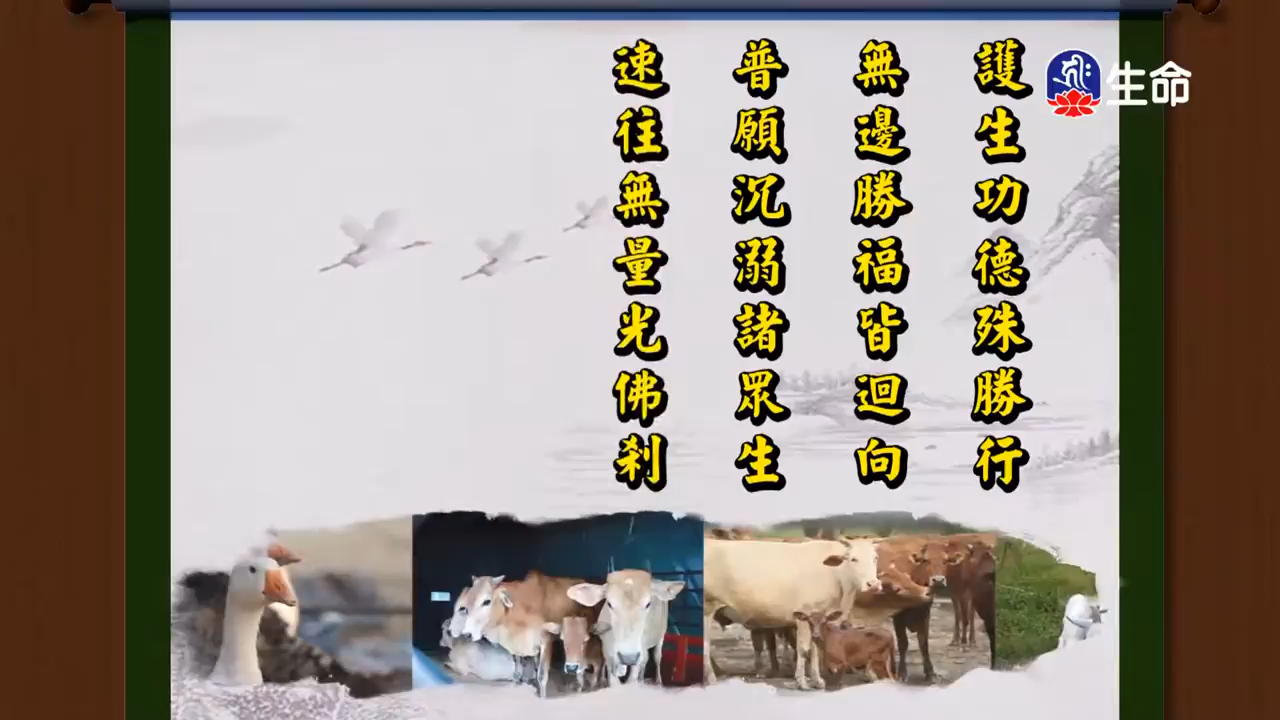 護生功德殊勝行
無邊勝福皆迴向
普願沉溺諸眾生
速往無量光佛剎
生命